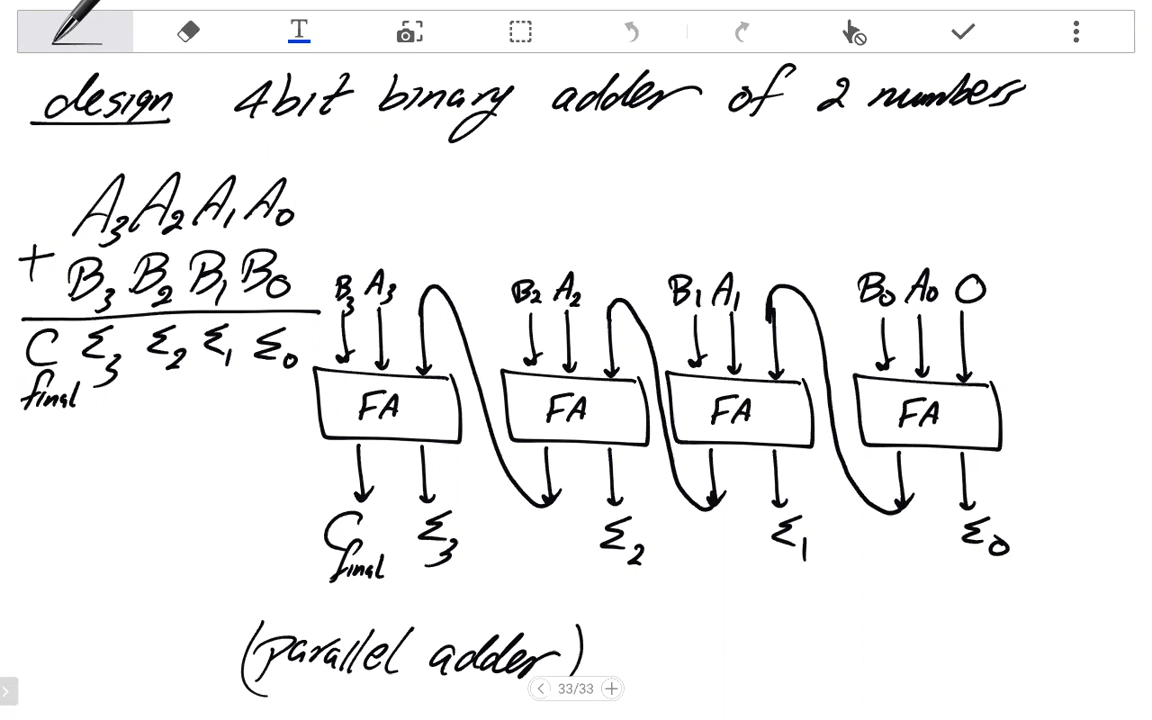 design 4bit binary adder of 2 numbers
A₃ A₂ A₁ A₀
+ B₃ B₂ B₁ B₀
C final Σ₃ Σ₂ Σ₁ Σ₀
B₃ A₃ B₂ A₂ B₁ A₁ B₀ A₀ 0
FA FA FA FA
C final Σ₃ Σ₂ Σ₁ Σ₀
(parallel adder)
33/33